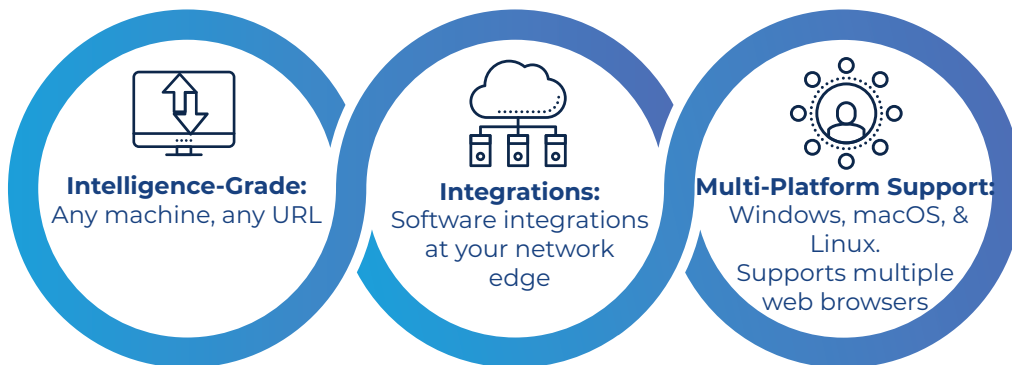 Intelligence-Grade:
Any machine, any URL
Integrations:
Software integrations
at your network
edge
Multi-Platform Support:
Windows, macOS, &
Linux.
Supports multiple
web browsers